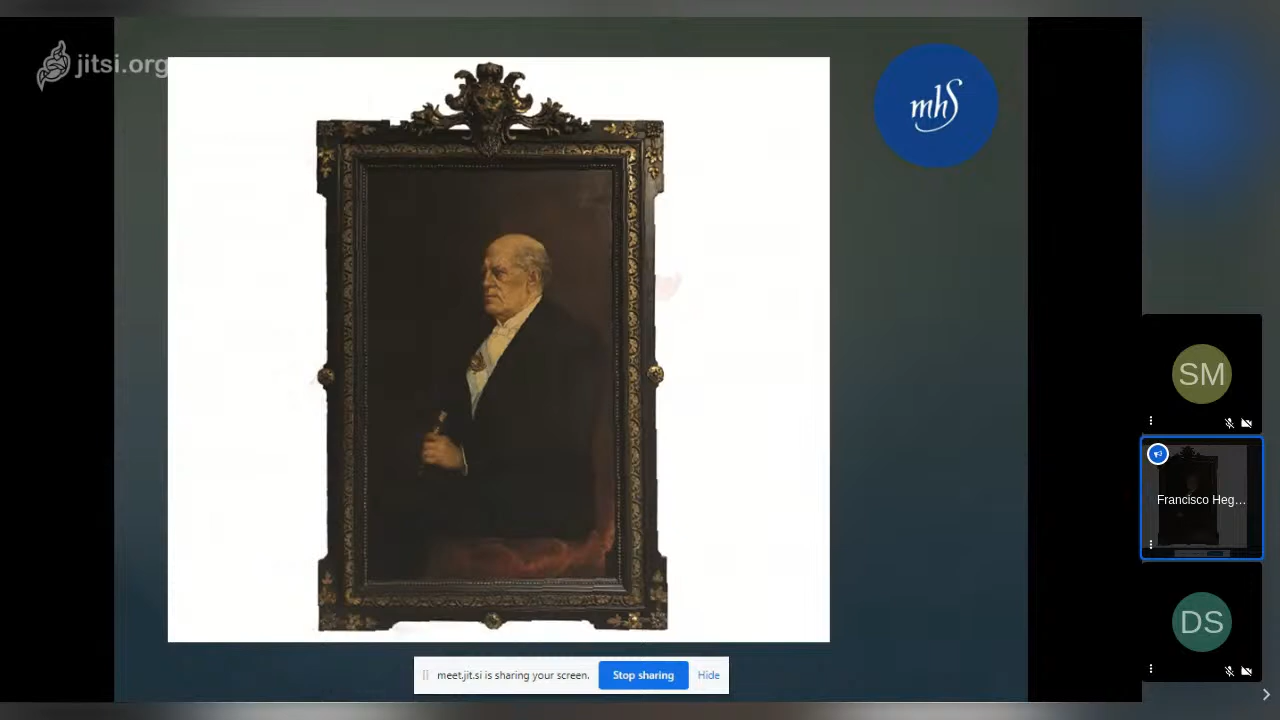 jitsi.org
mhS
SM
Francisco Heg...
DS
meet.jit.si is sharing your screen.
Stop sharing
Hide